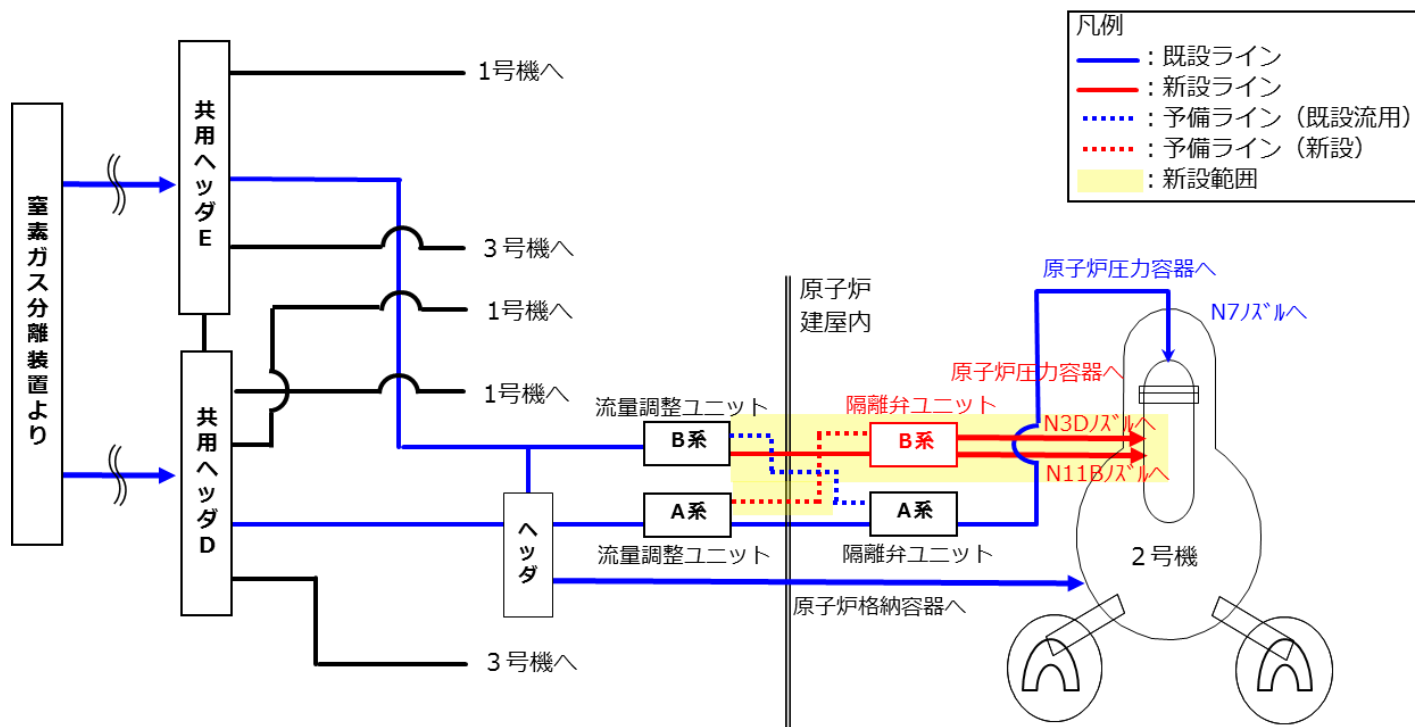 凡例
：既設ライン
：新設ライン
：予備ライン（既設流用）
：予備ライン（新設）
：新設範囲
窒素ガス分離装置より
共用ヘッダE
共用ヘッダD
1号機へ
３号機へ
1号機へ
1号機へ
３号機へ
流量調整ユニット
B系
A系
流量調整ユニット
ヘッダ
原子炉
建屋内
隔離弁ユニット
B系
A系
隔離弁ユニット
原子炉圧力容器へ
N7ﾉｽﾞﾙへ
原子炉圧力容器へ
N3Dﾉｽﾞﾙへ
N11Bﾉｽﾞﾙへ
原子炉格納容器へ
２号機